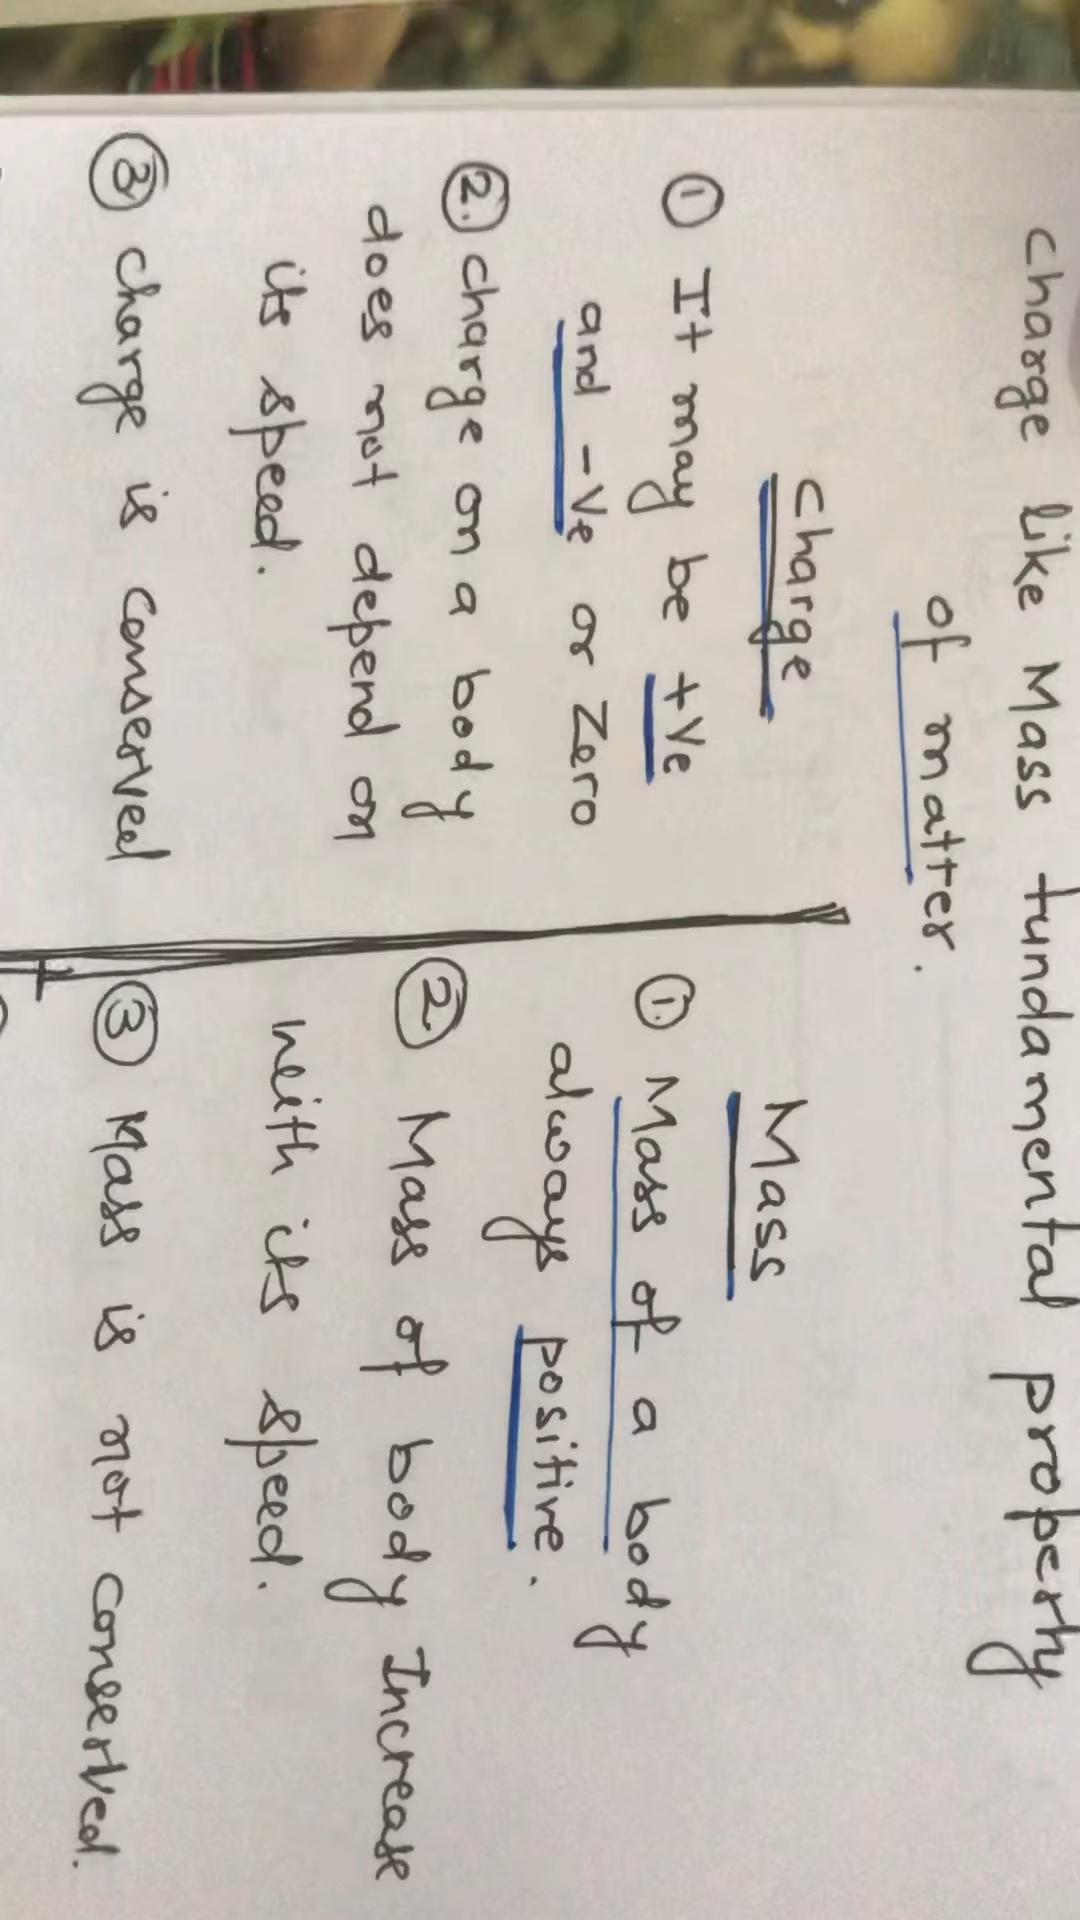 charge like Mass fundamental property
of matter.
charge
① It may be +Ve
and -Ve or Zero
②. charge on a body
does not depend on
its speed.
③ charge is conserved
Mass
①. Mass of a body
always positive.
② Mass of body Increase
with its speed.
③ Mass is not conserved.